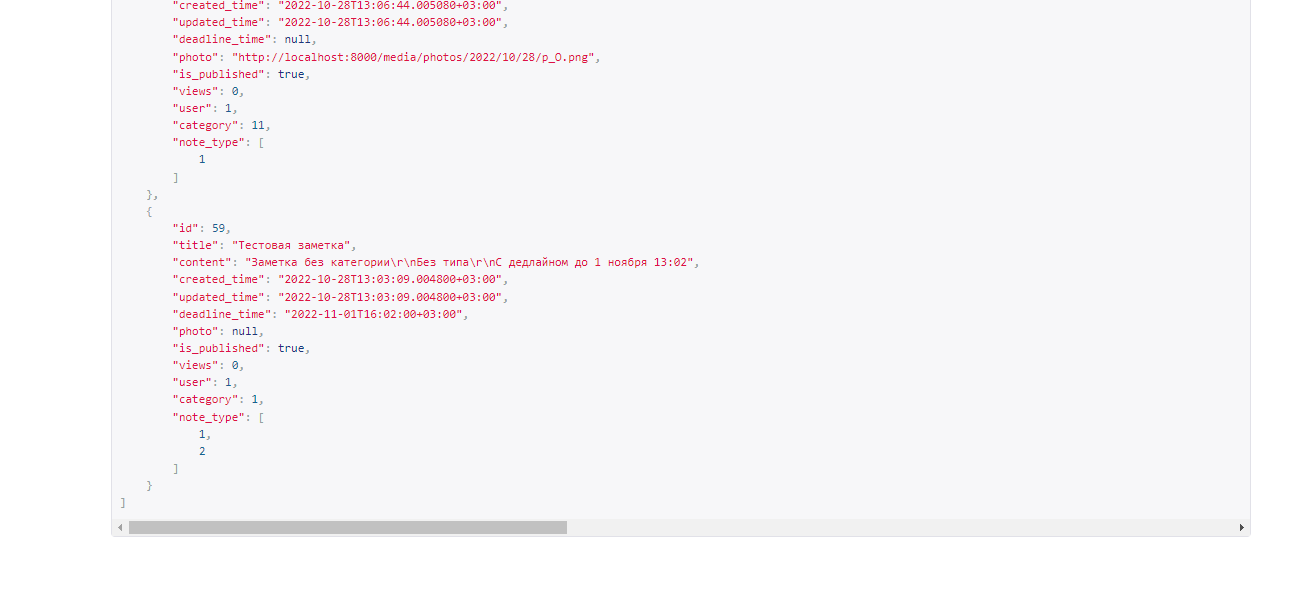 "created_time": "2022-10-28T13:06:44.005080+03:00",
"updated_time": "2022-10-28T13:06:44.005080+03:00",
"deadline_time": null,
"photo": "http://localhost:8000/media/photos/2022/10/28/p_O.png",
"is_published": true,
"views": 0,
"user": 1,
"category": 11,
"note_type": [
1
]
},
{
"id": 59,
"title": "Тестовая заметка",
"content": "Заметка без категории\r\nБез типа\r\nС дедлайном до 1 ноября 13:02",
"created_time": "2022-10-28T13:03:09.004800+03:00",
"updated_time": "2022-10-28T13:03:09.004800+03:00",
"deadline_time": "2022-11-01T16:02:00+03:00",
"photo": null,
"is_published": true,
"views": 0,
"user": 1,
"category": 1,
"note_type": [
1,
2
]
}
]